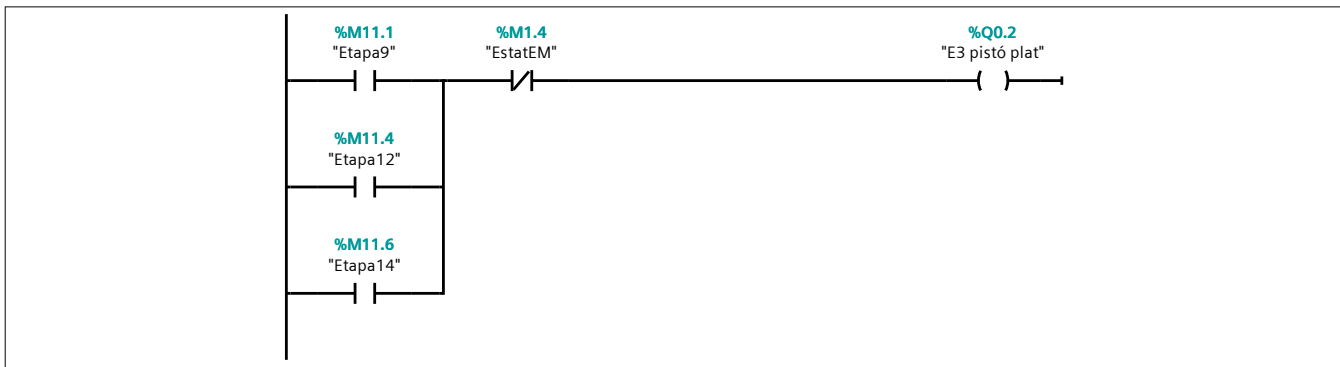 %M11.1
"Etapa9"
%M1.4
"EstatEM"
%Q0.2
"E3 pistó plat"
%M11.4
"Etapa12"
%M11.6
"Etapa14"